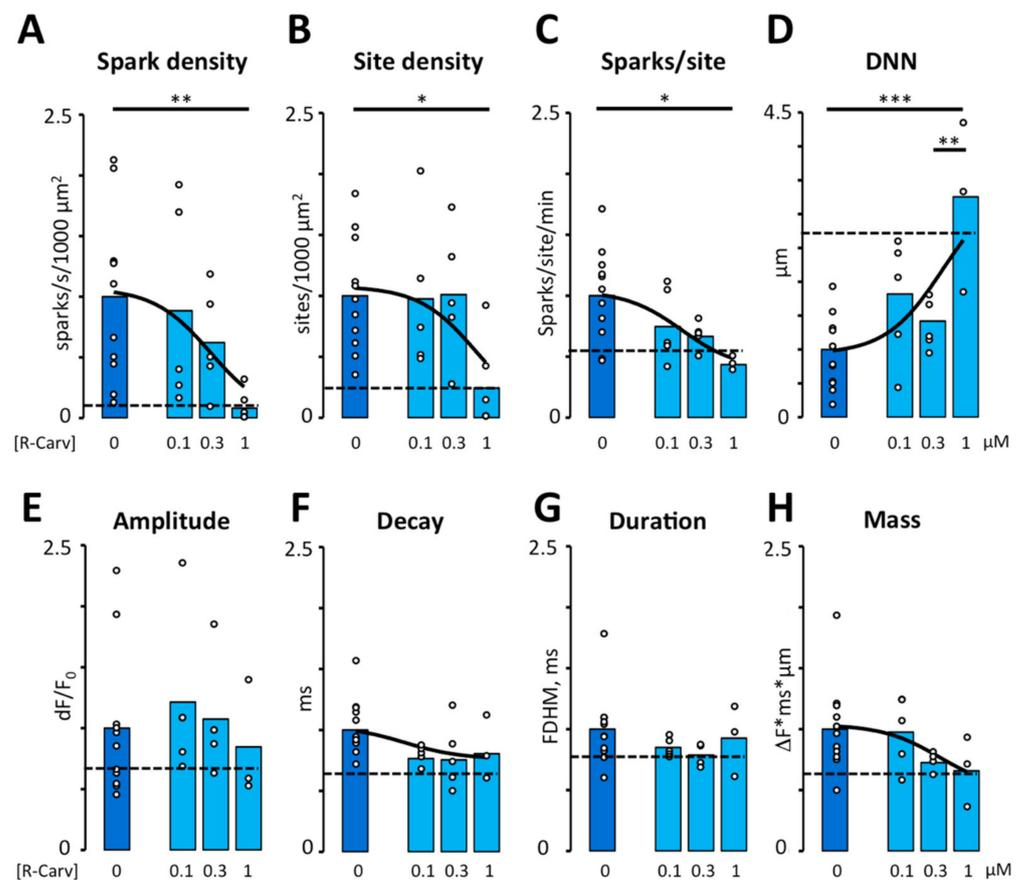 A
Spark density
**
2.5
sparks/s/1000 µm²
0
[R-Carv]
0 0.1 0.3 1
B
Site density
*
2.5
sites/1000 µm²
0
0 0.1 0.3 1
C
Sparks/site
*
2.5
Sparks/site/min
0
0 0.1 0.3 1
D
DNN
***
**
4.5
µm
0
0 0.1 0.3 1 µM
E
Amplitude
2.5
dF/F₀
0
[R-Carv]
0 0.1 0.3 1
F
Decay
2.5
ms
0
0 0.1 0.3 1
G
Duration
2.5
FDHM, ms
0
0 0.1 0.3 1
H
Mass
2.5
ΔF*ms*µm
0
0 0.1 0.3 1 µM